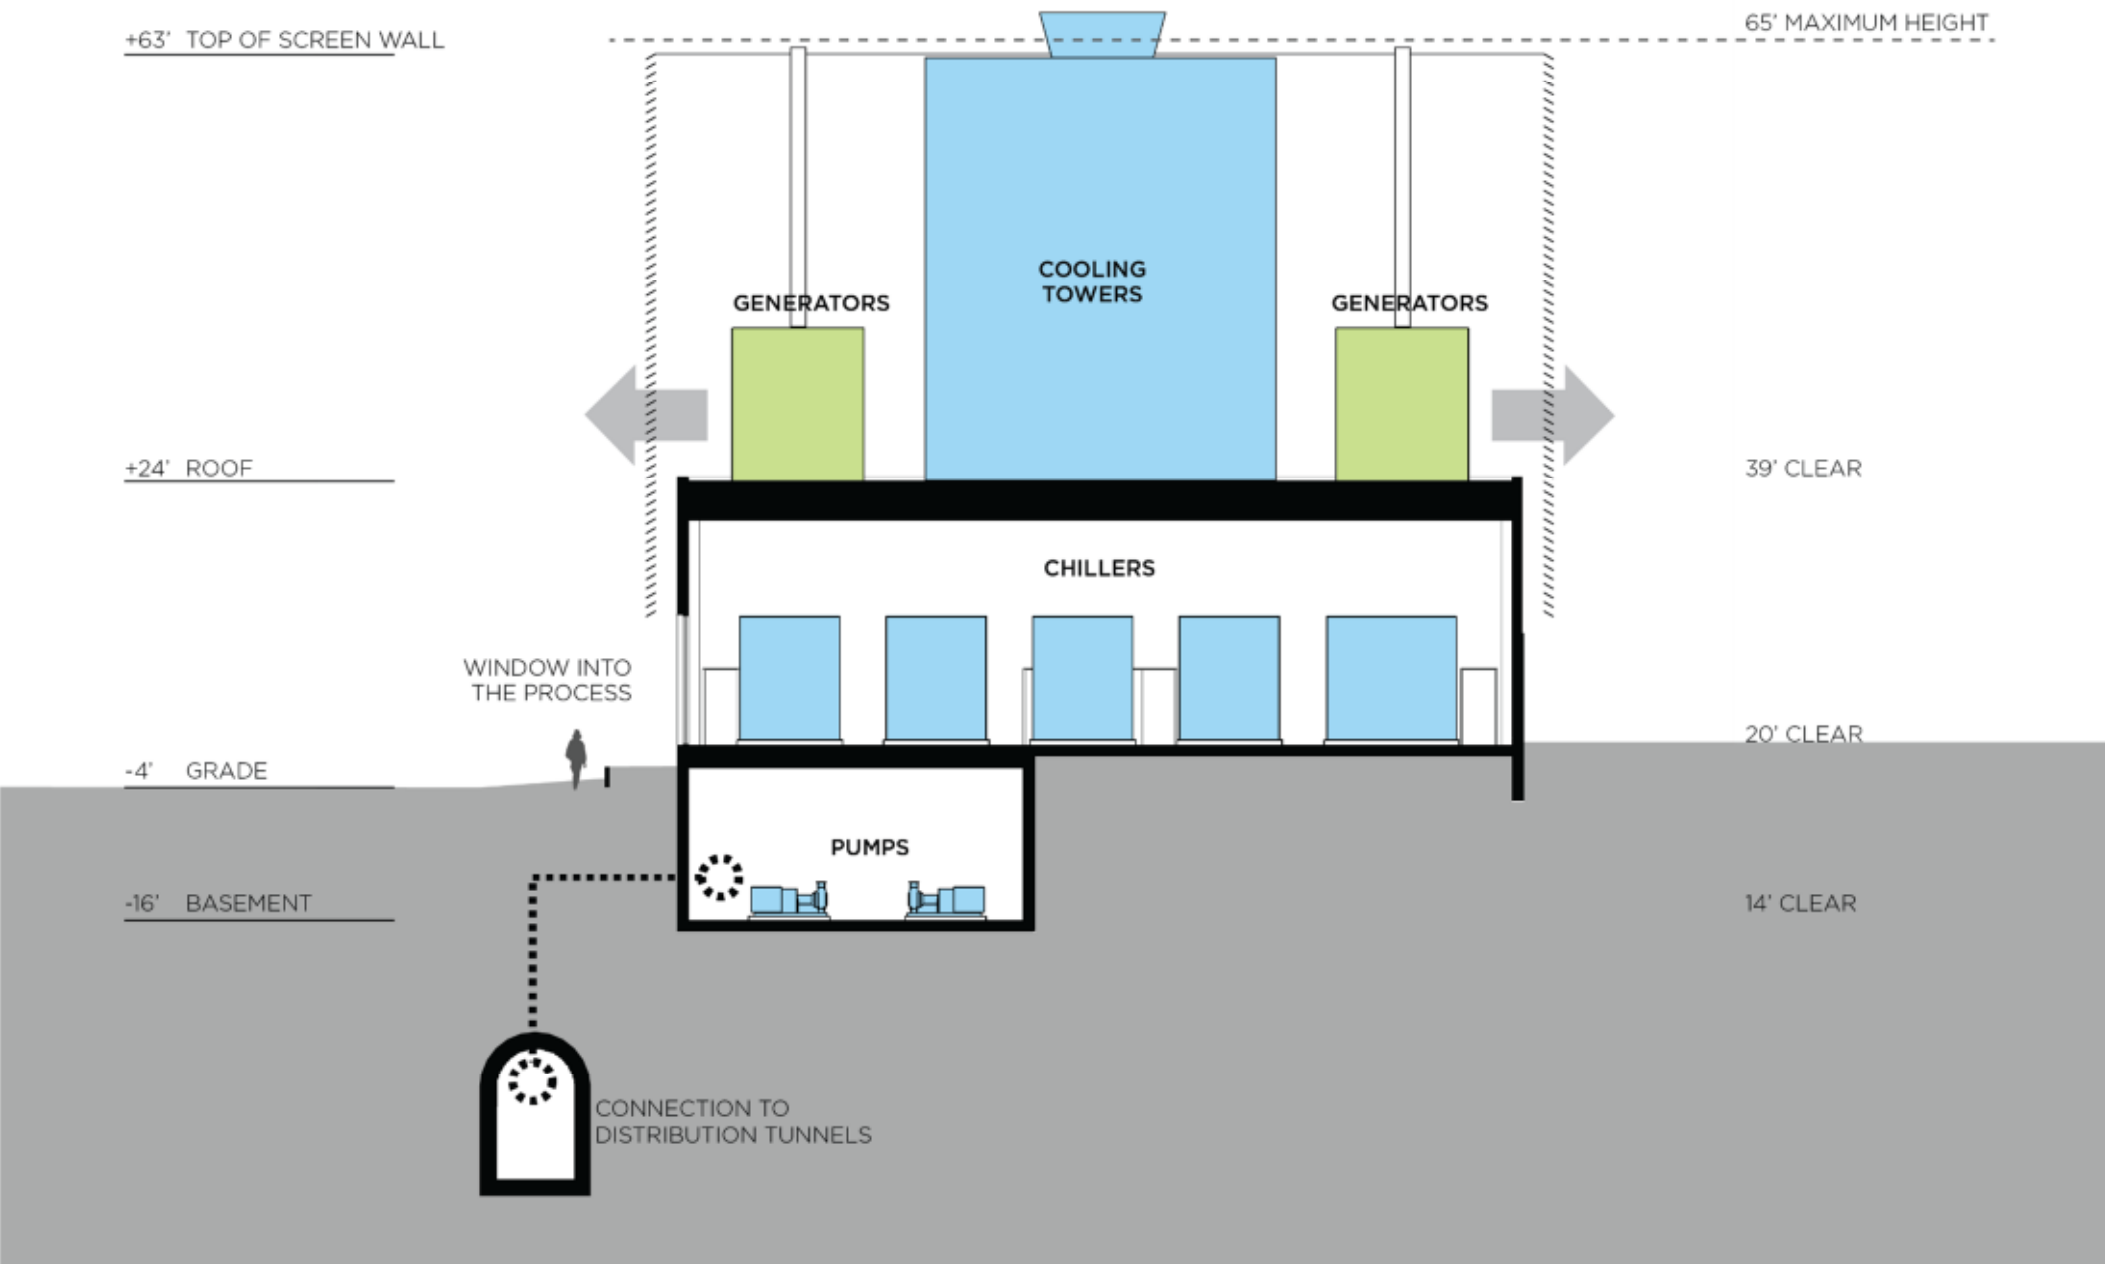 +63' TOP OF SCREEN WALL
65' MAXIMUM HEIGHT
COOLING
TOWERS
GENERATORS
GENERATORS
+24' ROOF
39' CLEAR
CHILLERS
WINDOW INTO
THE PROCESS
20' CLEAR
-4' GRADE
PUMPS
-16' BASEMENT
14' CLEAR
CONNECTION TO
DISTRIBUTION TUNNELS